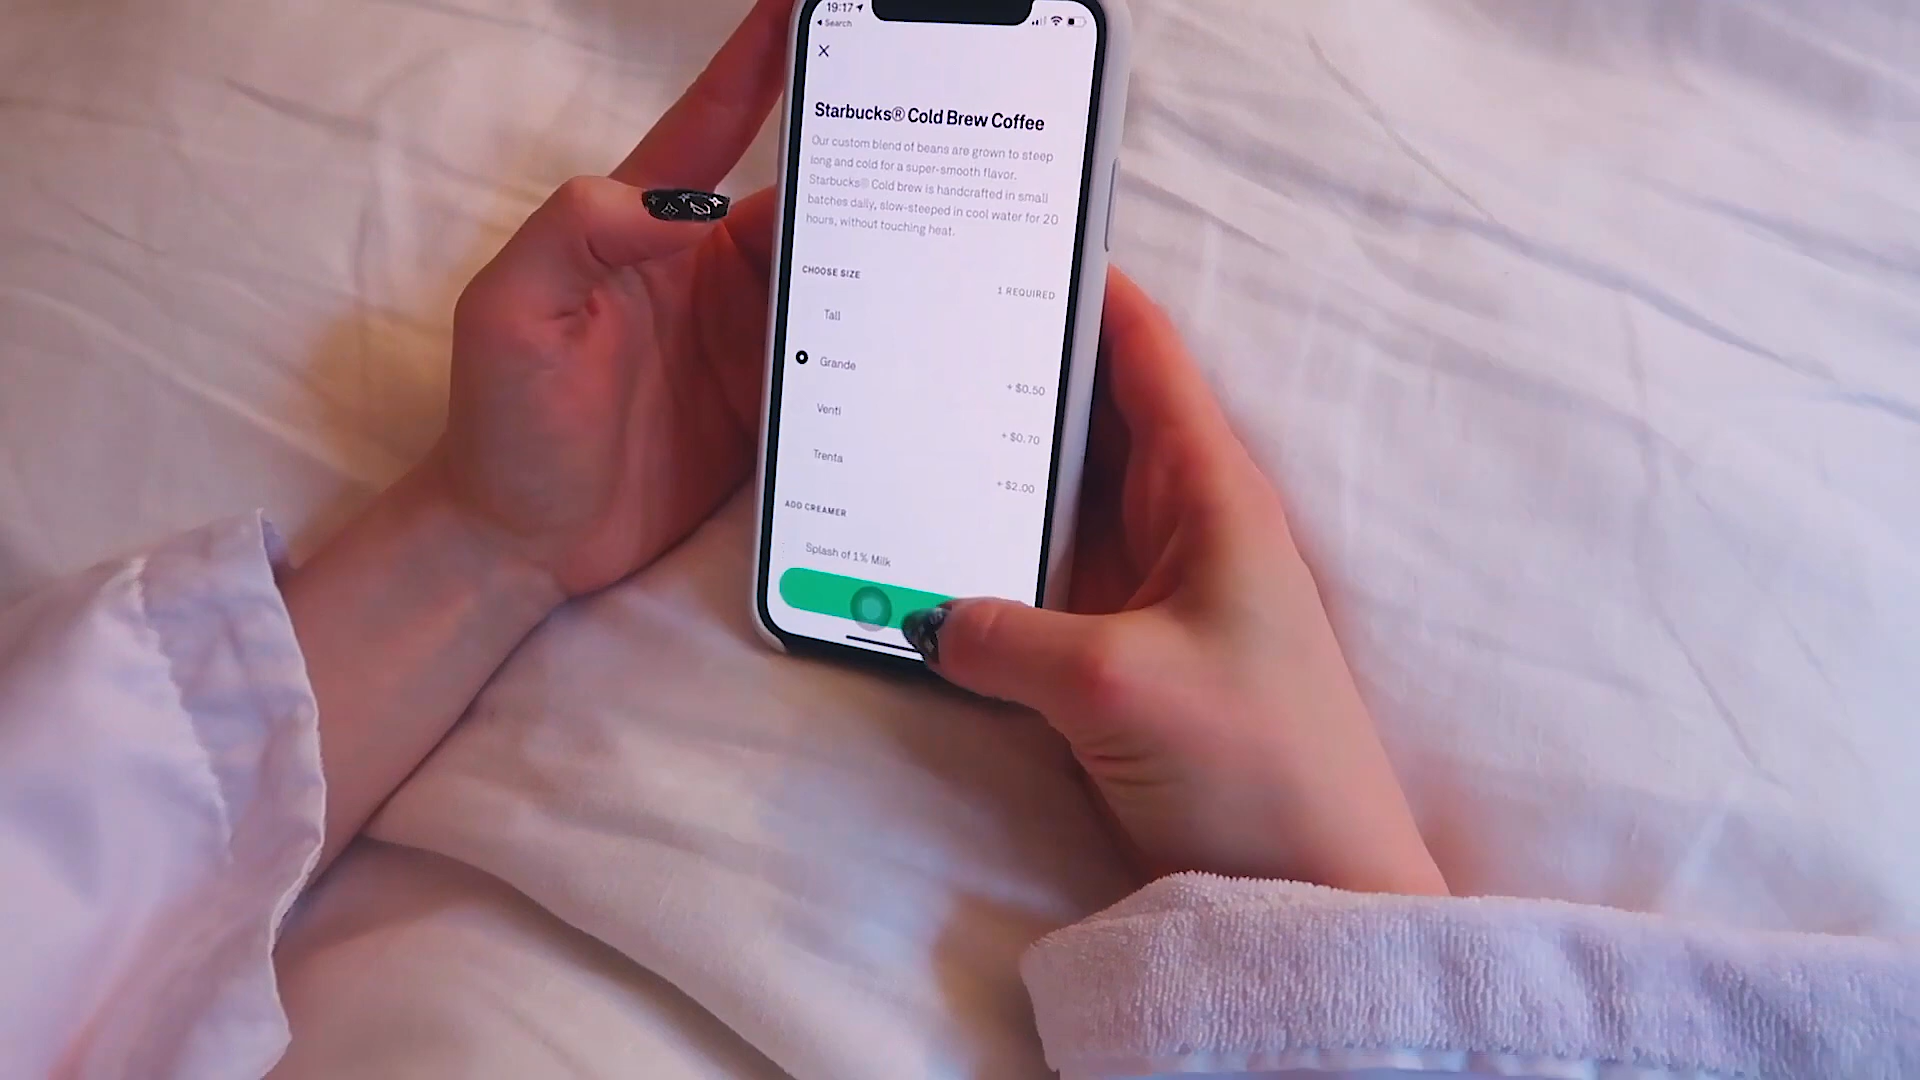 19:17
Search
Starbucks® Cold Brew Coffee
Our custom blend of beans are grown to steep
long and cold for a super-smooth flavor.
Starbucks® Cold brew is handcrafted in small
batches daily, slow-steeped in cool water for 20
hours, without touching heat.
CHOOSE SIZE
1 REQUIRED
Tall
Grande
+ $0.50
Venti
+ $0.70
Trenta
+ $2.00
ADD CREAMER
Splash of 1% Milk